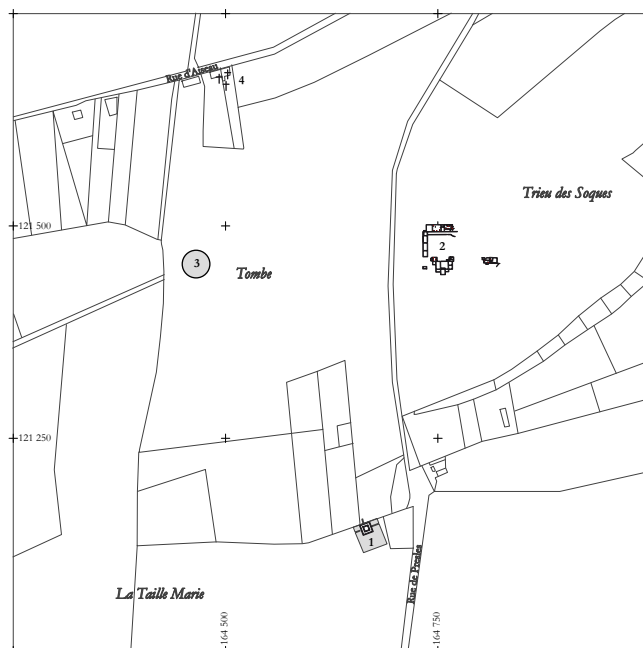 Rue d'Aiseau
4
Trieu des Soques
121 500
2
3
Tombe
121 250
1
La Taille Marie
Rue de Presles
164 500
164 750